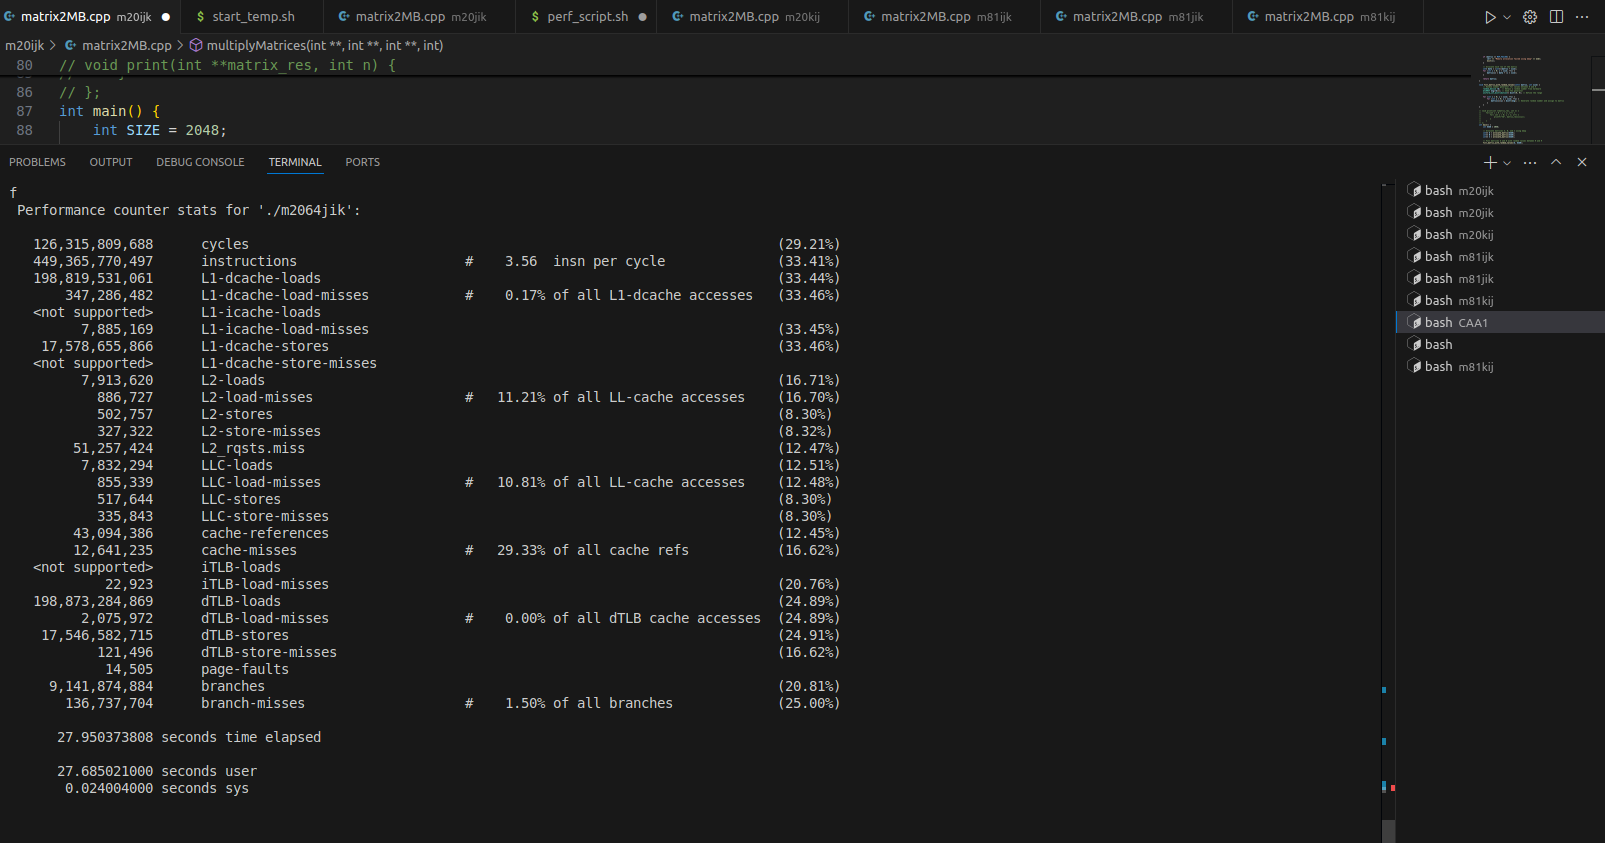 matrix2MB.cpp m20ijk ● $ start_temp.sh matrix2MB.cpp m20jik $ perf_script.sh ● matrix2MB.cpp m20kij matrix2MB.cpp m81ijk matrix2MB.cpp m81jik matrix2MB.cpp m81kij
m20ijk > matrix2MB.cpp > multiplyMatrices(int **, int **, int **, int)
80 // void print(int **matrix_res, int n) {
86 // };
87 int main() {
88 int SIZE = 2048;
PROBLEMS OUTPUT DEBUG CONSOLE TERMINAL PORTS
f
Performance counter stats for './m2064jik':
126,315,809,688 cycles (29.21%)
449,365,770,497 instructions # 3.56 insn per cycle (33.41%)
198,819,531,061 L1-dcache-loads (33.44%)
347,286,482 L1-dcache-load-misses # 0.17% of all L1-dcache accesses (33.46%)
<not supported> L1-icache-loads
7,885,169 L1-icache-load-misses (33.45%)
17,578,655,866 L1-dcache-stores (33.46%)
<not supported> L1-dcache-store-misses
7,913,620 L2-loads (16.71%)
886,727 L2-load-misses # 11.21% of all LL-cache accesses (16.70%)
502,757 L2-stores (8.30%)
327,322 L2-store-misses (8.32%)
51,257,424 L2_rqsts.miss (12.47%)
7,832,294 LLC-loads (12.51%)
855,339 LLC-load-misses # 10.81% of all LL-cache accesses (12.48%)
517,644 LLC-stores (8.30%)
335,843 LLC-store-misses (8.30%)
43,094,386 cache-references (12.45%)
12,641,235 cache-misses # 29.33% of all cache refs (16.62%)
<not supported> iTLB-loads
22,923 iTLB-load-misses (20.76%)
198,873,284,869 dTLB-loads (24.89%)
2,075,972 dTLB-load-misses # 0.00% of all dTLB cache accesses (24.89%)
17,546,582,715 dTLB-stores (24.91%)
121,496 dTLB-store-misses (16.62%)
14,505 page-faults
9,141,874,884 branches (20.81%)
136,737,704 branch-misses # 1.50% of all branches (25.00%)
27.950373808 seconds time elapsed
27.685021000 seconds user
0.024004000 seconds sys
bash m20ijk
bash m20jik
bash m20kij
bash m81ijk
bash m81jik
bash m81kij
bash CAA1
bash
bash m81kij